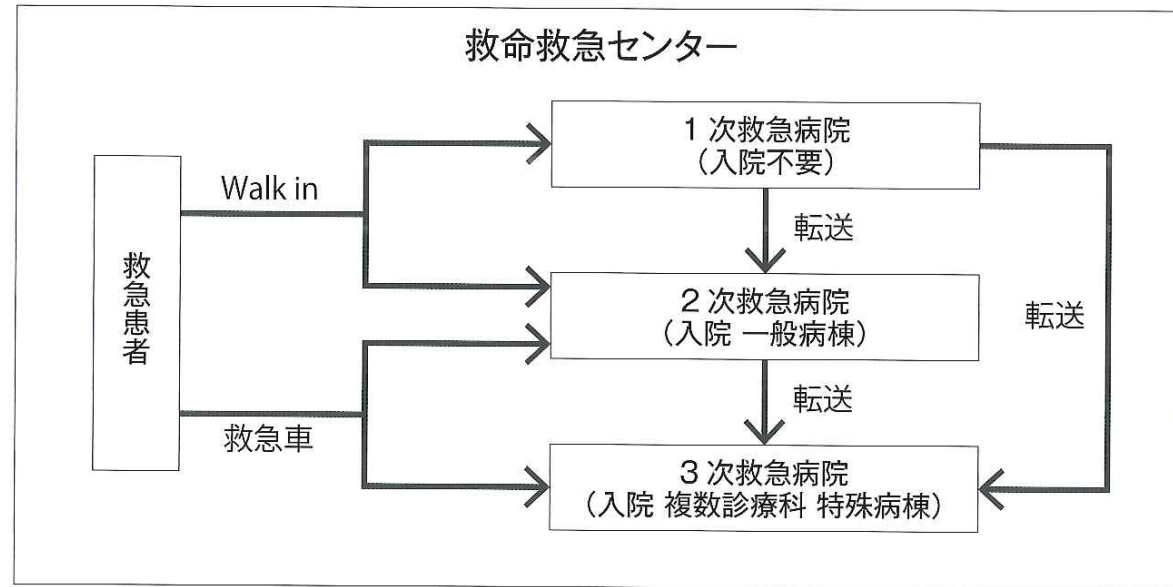 救命救急センター
1次救急病院
（入院不要）
Walk in
転送
救急患者
2次救急病院
（入院 一般病棟）
転送
転送
救急車
3次救急病院
（入院 複数診療科 特殊病棟）